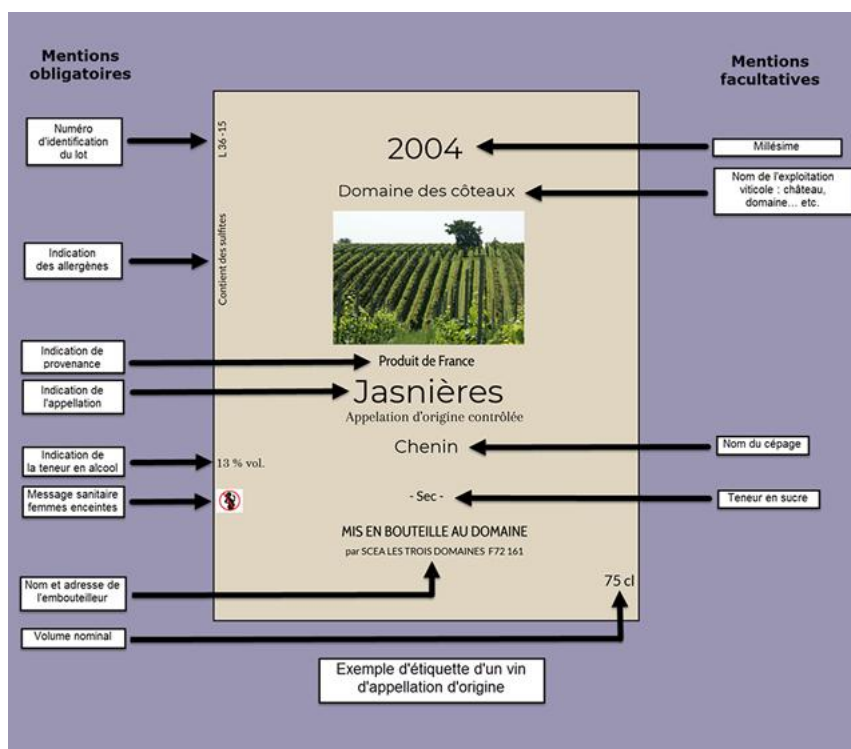 Mentions
obligatoires
Mentions
facultatives
Numéro
d'identification
du lot
L 36 -15
2004
Millésime
Domaine des côteaux
Nom de l'exploitation
viticole : château,
domaine... etc.
Indication
des allergènes
Contient des sulfites
Indication de
provenance
Produit de France
Indication de
l'appellation
Jasnières
Appelation d'origine contrôlée
Chenin
Nom du cépage
Indication de
la teneur en alcool
13 % vol.
Message sanitaire
femmes enceintes
- Sec -
Teneur en sucre
MIS EN BOUTEILLE AU DOMAINE
par SCEA LES TROIS DOMAINES F72 161
Nom et adresse de
l'embouteilleur
75 cl
Volume nominal
Exemple d'étiquette d'un vin
d'appellation d'origine